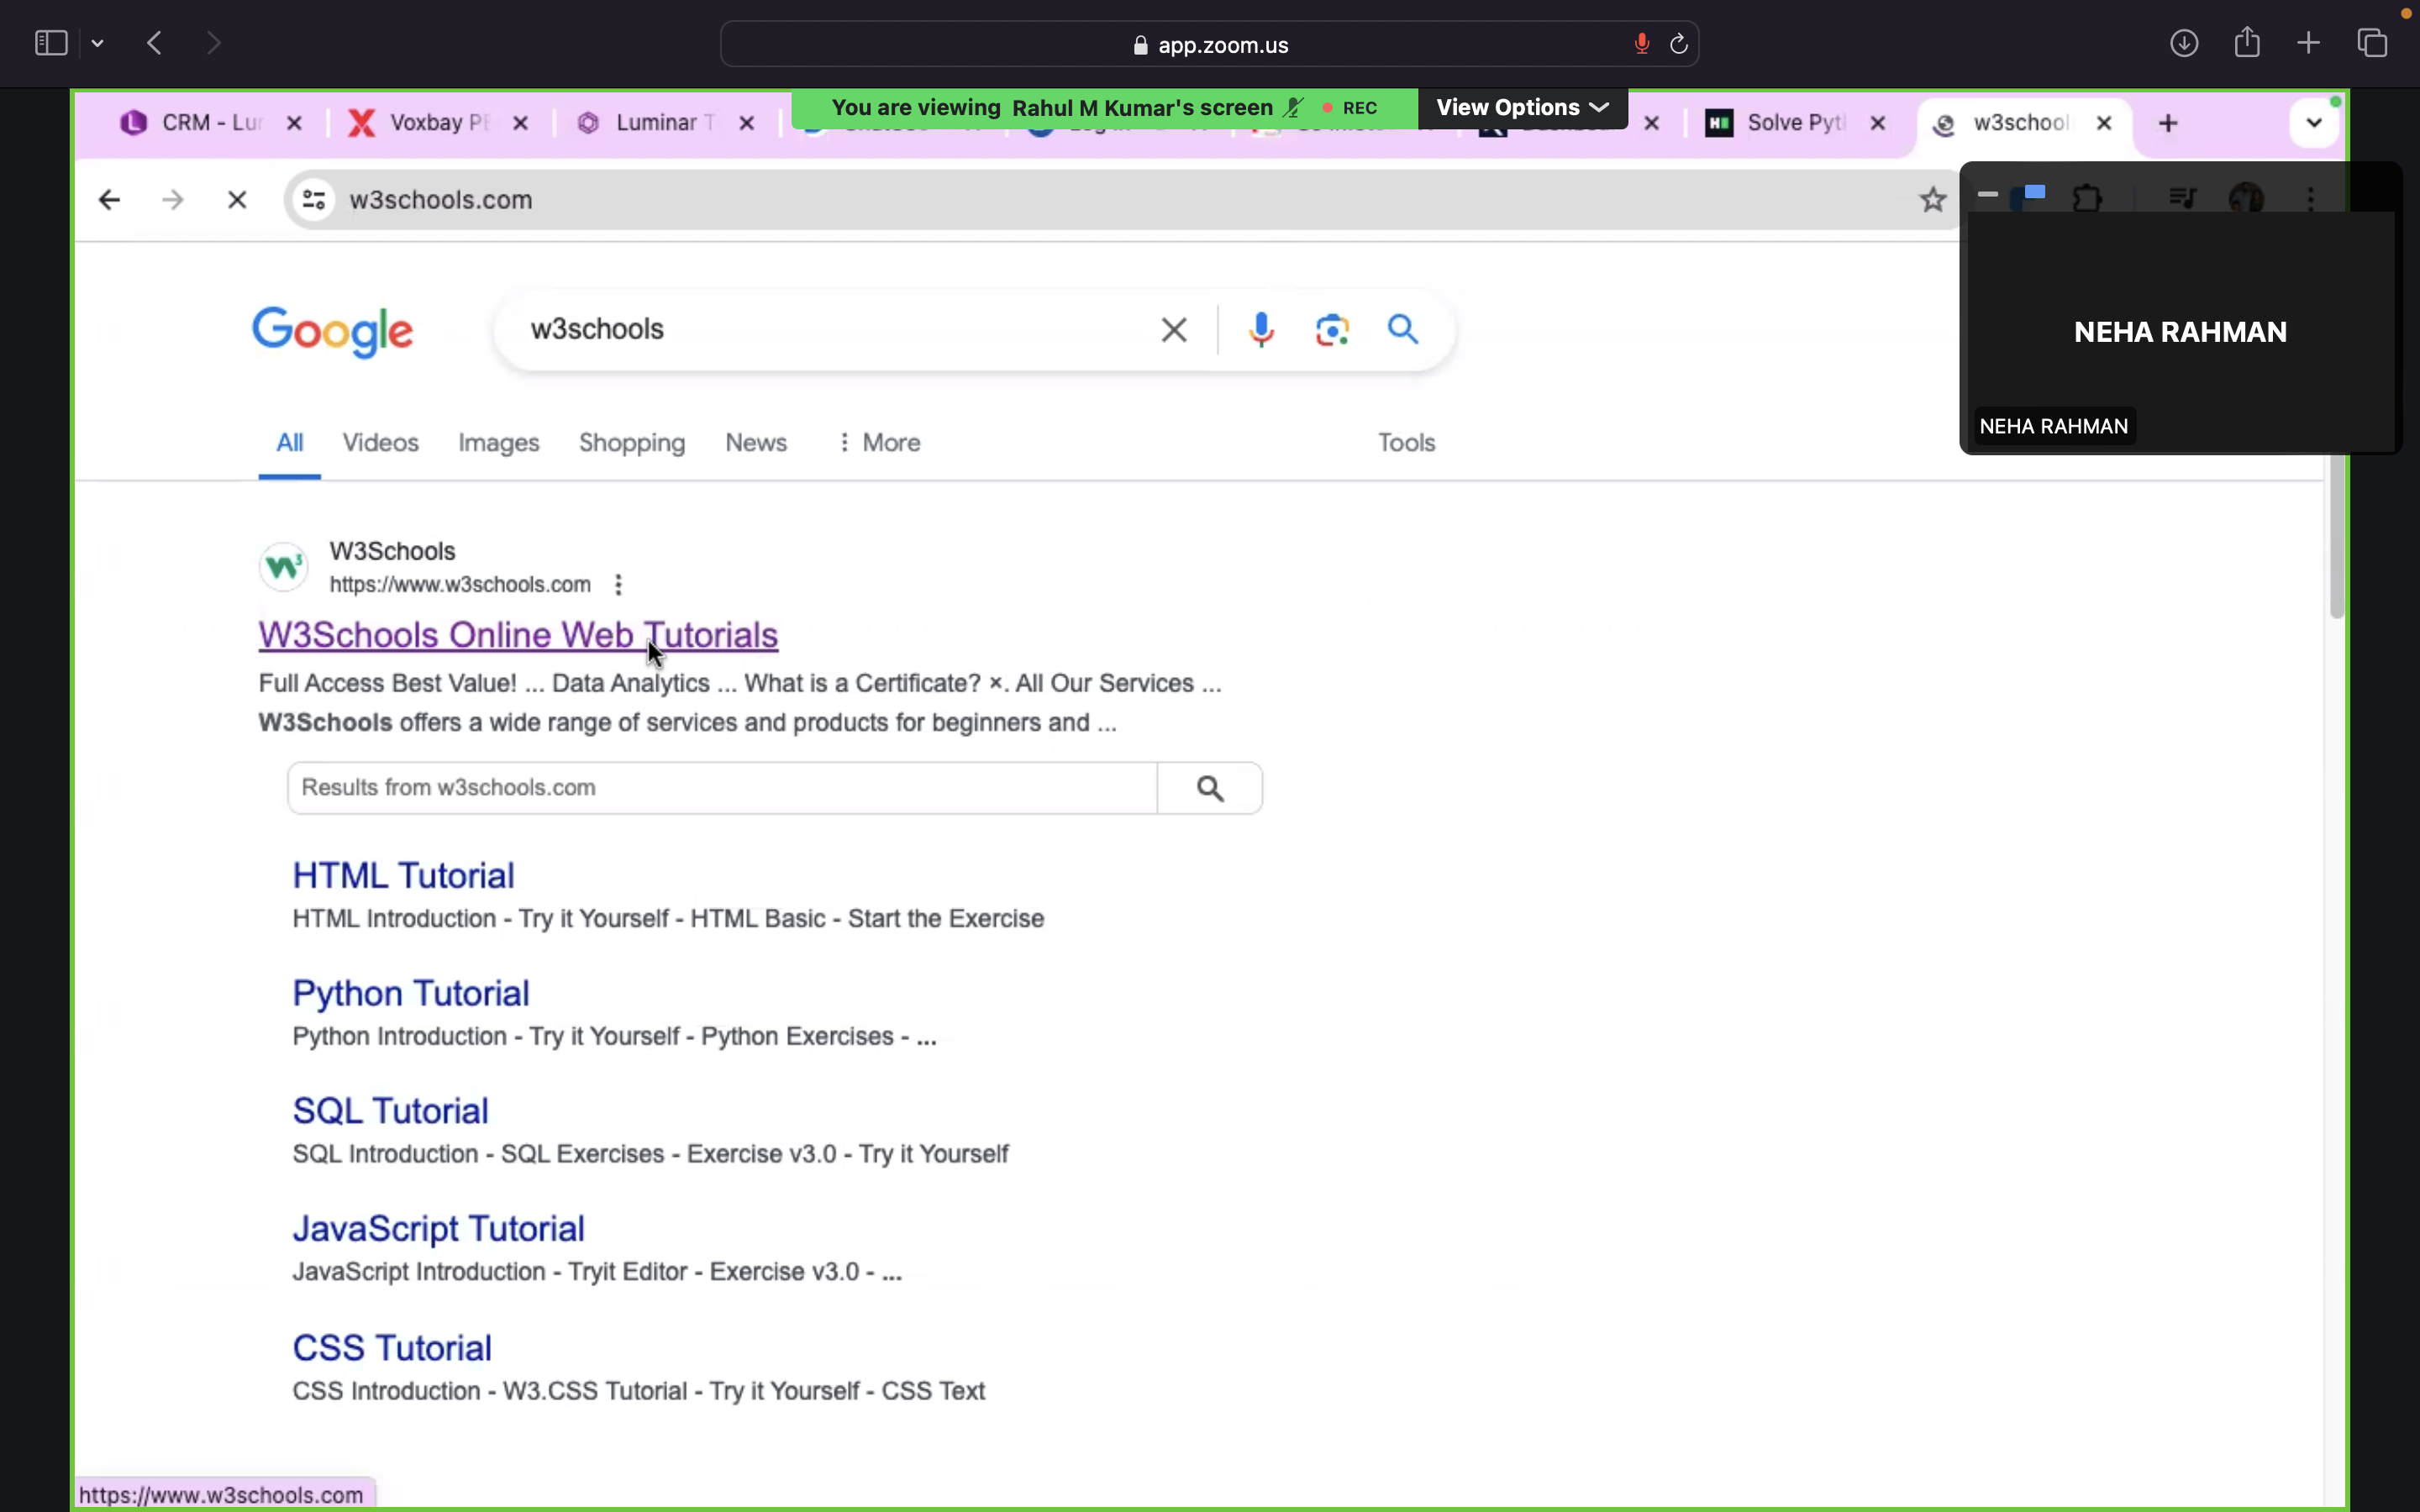 app.zoom.us
You are viewing Rahul M Kumar's screen
REC
View Options
CRM - Lur
Voxbay PB
Luminar T
Solve Pyt
w3school
w3schools.com
Google
w3schools
All
Videos
Images
Shopping
News
More
Tools
NEHA RAHMAN
NEHA RAHMAN
W3Schools
https://www.w3schools.com
W3Schools Online Web Tutorials
Full Access Best Value! ... Data Analytics ... What is a Certificate? ×. All Our Services ...
W3Schools offers a wide range of services and products for beginners and ...
Results from w3schools.com
HTML Tutorial
HTML Introduction - Try it Yourself - HTML Basic - Start the Exercise
Python Tutorial
Python Introduction - Try it Yourself - Python Exercises - ...
SQL Tutorial
SQL Introduction - SQL Exercises - Exercise v3.0 - Try it Yourself
JavaScript Tutorial
JavaScript Introduction - Tryit Editor - Exercise v3.0 - ...
CSS Tutorial
CSS Introduction - W3.CSS Tutorial - Try it Yourself - CSS Text
https://www.w3schools.com